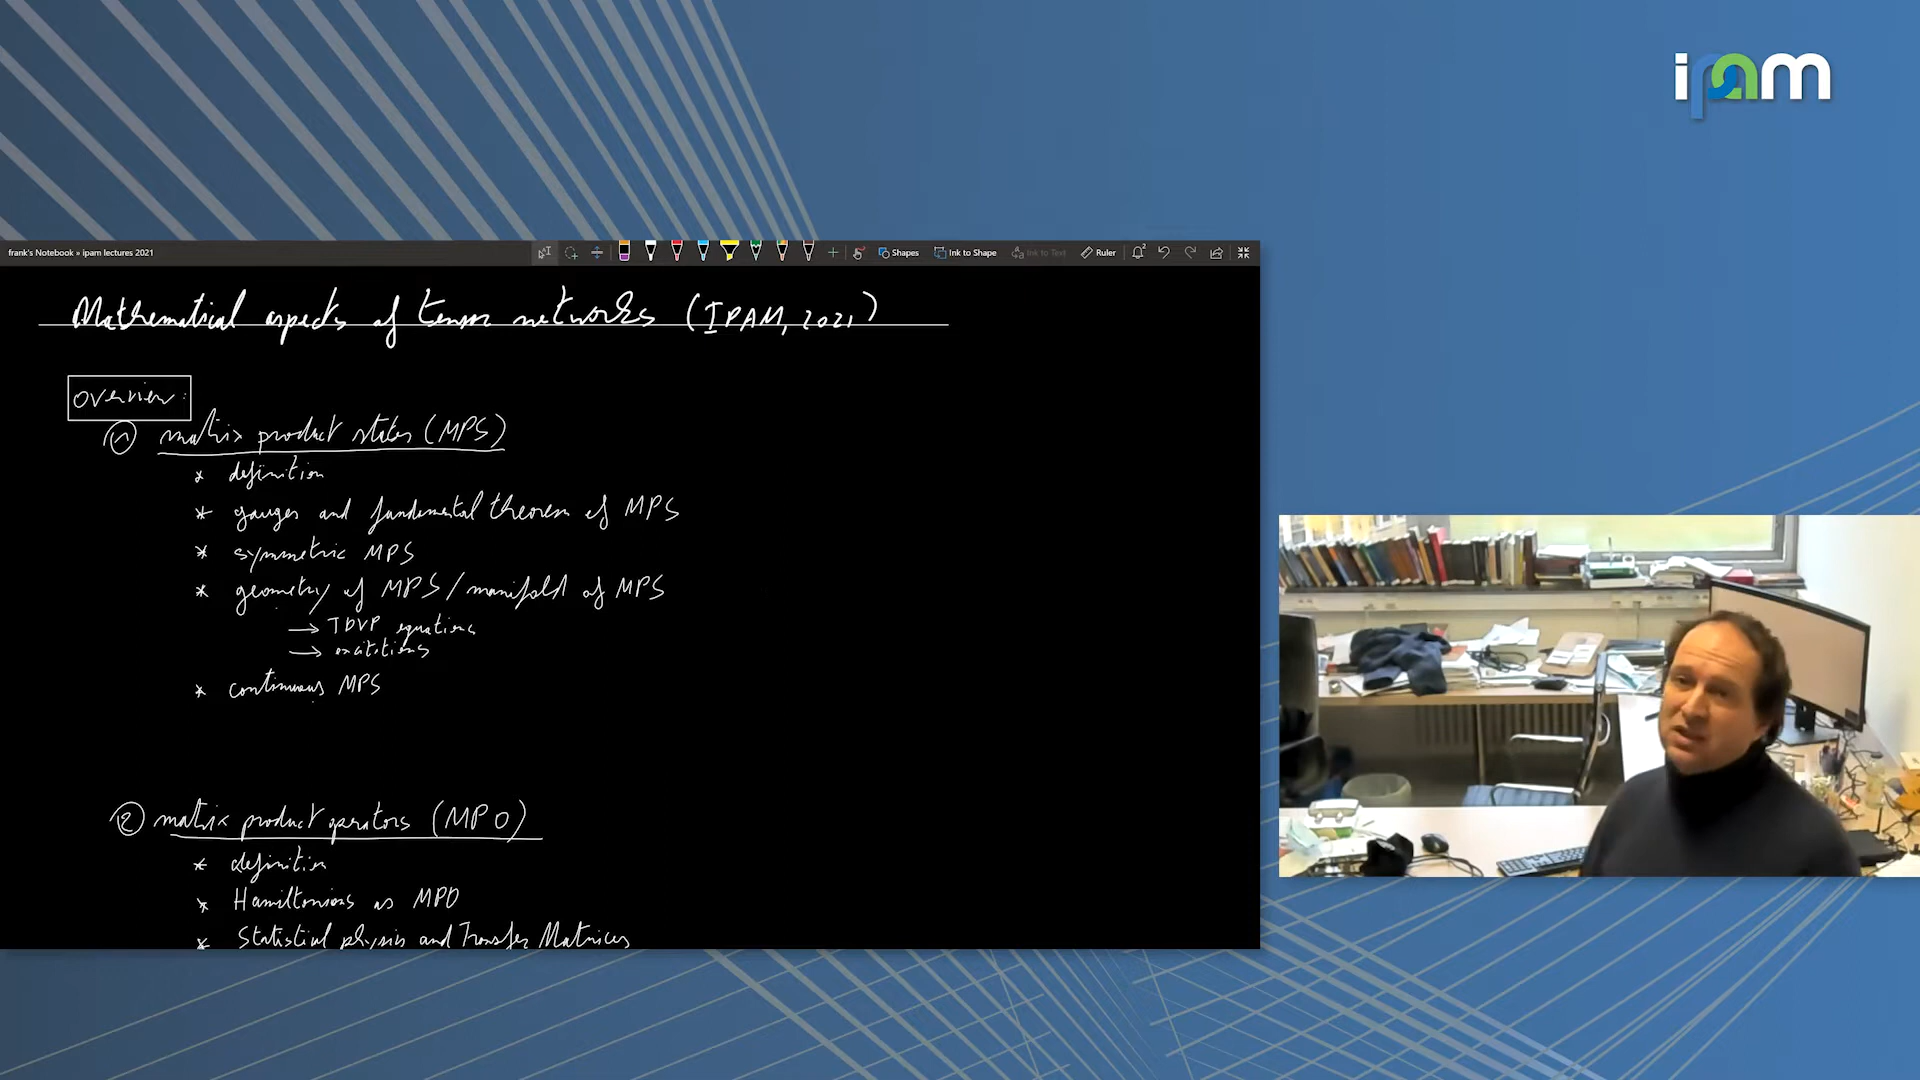 ipam
frank's Notebook » ipam lectures 2021
Shapes Ink to Shape Ink to Text Ruler
Mathematical aspects of tensor networks (IPAM, 2021)
overview:
① matrix product states (MPS)
* definition
* gauges and fundamental theorem of MPS
* symmetric MPS
* geometry of MPS/manifold of MPS
→ TDVP equations
→ excitations
* continuous MPS
② matrix product operators (MPO)
* definition
* Hamiltonians as MPO
* Statistical physics and Transfer Matrices